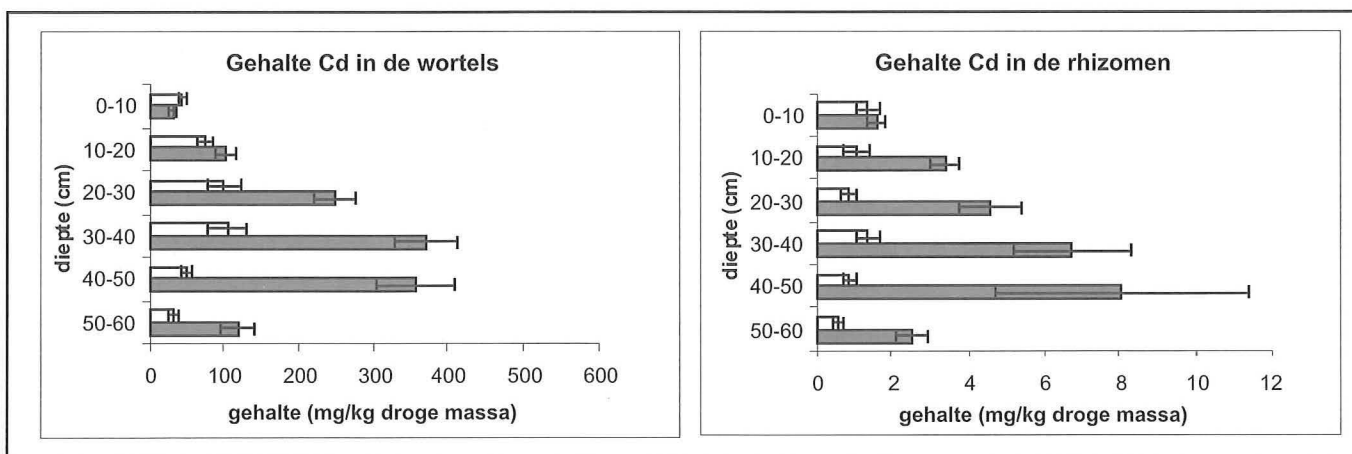 Gehalte Cd in de wortels
diepte (cm)
0-10
10-20
20-30
30-40
40-50
50-60
0 100 200 300 400 500 600
gehalte (mg/kg droge massa)
Gehalte Cd in de rhizomen
diepte (cm)
0-10
10-20
20-30
30-40
40-50
50-60
0 2 4 6 8 10 12
gehalte (mg/kg droge massa)